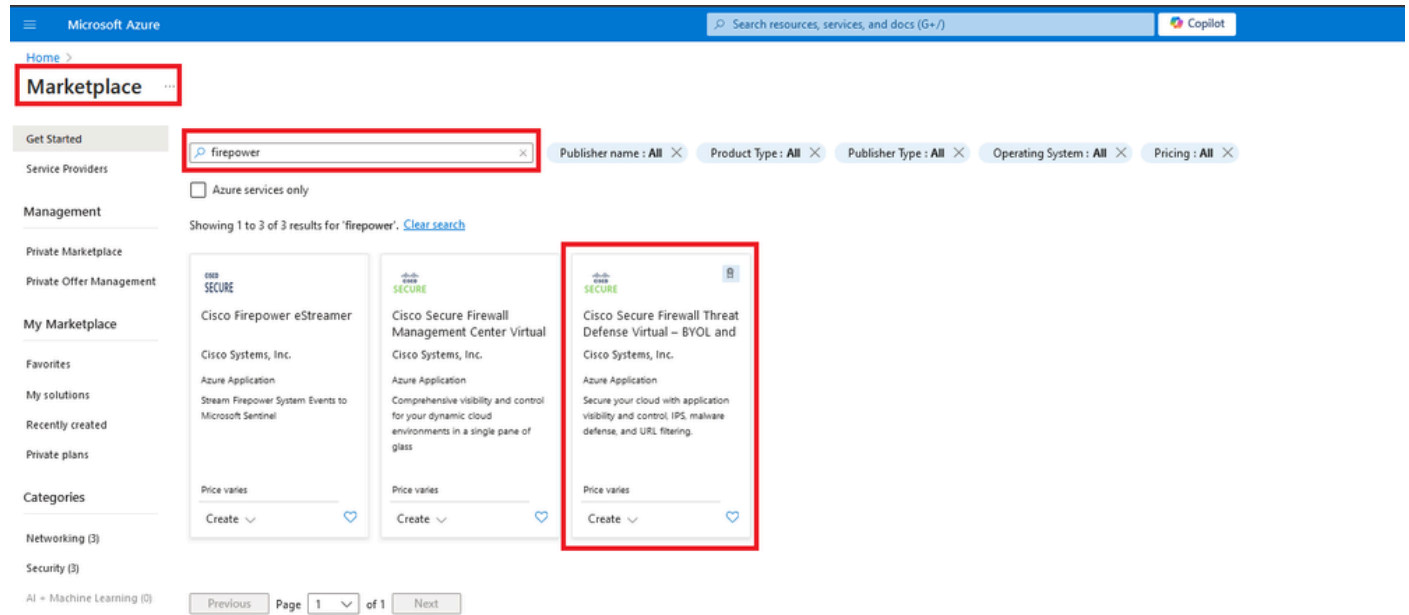 Microsoft Azure
Search resources, services, and docs (G+/)
Copilot
Home >
Marketplace ...
Get Started
Service Providers
Management
Private Marketplace
Private Offer Management
My Marketplace
Favorites
My solutions
Recently created
Private plans
Categories
Networking (3)
Security (3)
AI + Machine Learning (0)
firepower
Publisher name : All
Product Type : All
Publisher Type : All
Operating System : All
Pricing : All
Azure services only
Showing 1 to 3 of 3 results for 'firepower'. Clear search
CISCO
SECURE
Cisco Firepower eStreamer
Cisco Systems, Inc.
Azure Application
Stream Firepower System Events to
Microsoft Sentinel
Price varies
Create
CISCO
SECURE
Cisco Secure Firewall
Management Center Virtual
Cisco Systems, Inc.
Azure Application
Comprehensive visibility and control
for your dynamic cloud
environments in a single pane of
glass
Price varies
Create
CISCO
SECURE
Cisco Secure Firewall Threat
Defense Virtual – BYOL and
Cisco Systems, Inc.
Azure Application
Secure your cloud with application
visibility and control, IPS, malware
defense, and URL filtering.
Price varies
Create
Previous Page 1 of 1 Next